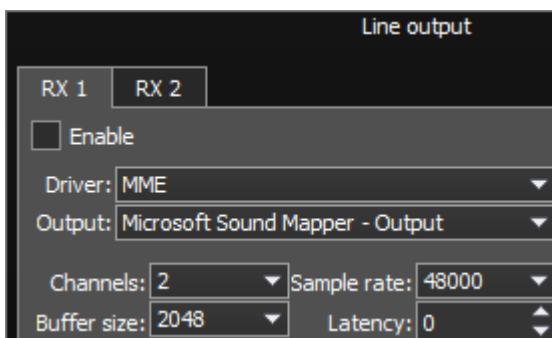 Line output
RX 1 RX 2
Enable
Driver: MME
Output: Microsoft Sound Mapper - Output
Channels: 2 Sample rate: 48000
Buffer size: 2048 Latency: 0